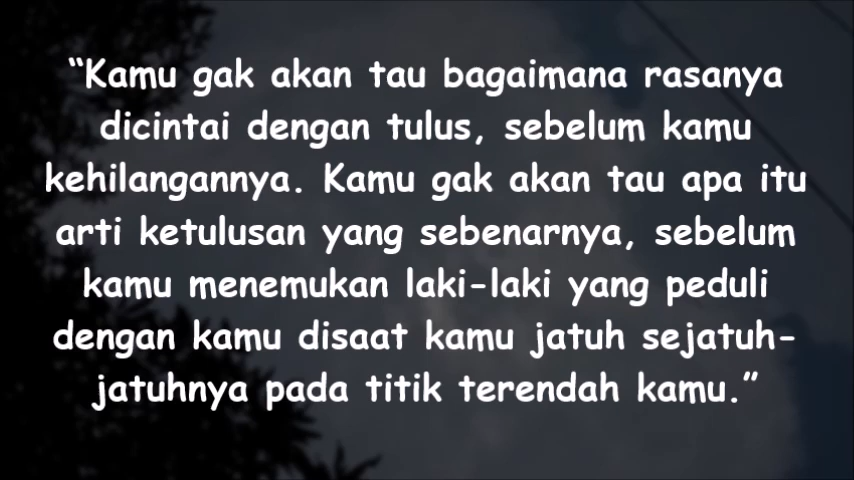 “Kamu gak akan tau bagaimana rasanya
dicintai dengan tulus, sebelum kamu
kehilangannya. Kamu gak akan tau apa itu
arti ketulusan yang sebenarnya, sebelum
kamu menemukan laki-laki yang peduli
dengan kamu disaat kamu jatuh sejatuh-
jatuhnya pada titik terendah kamu.”